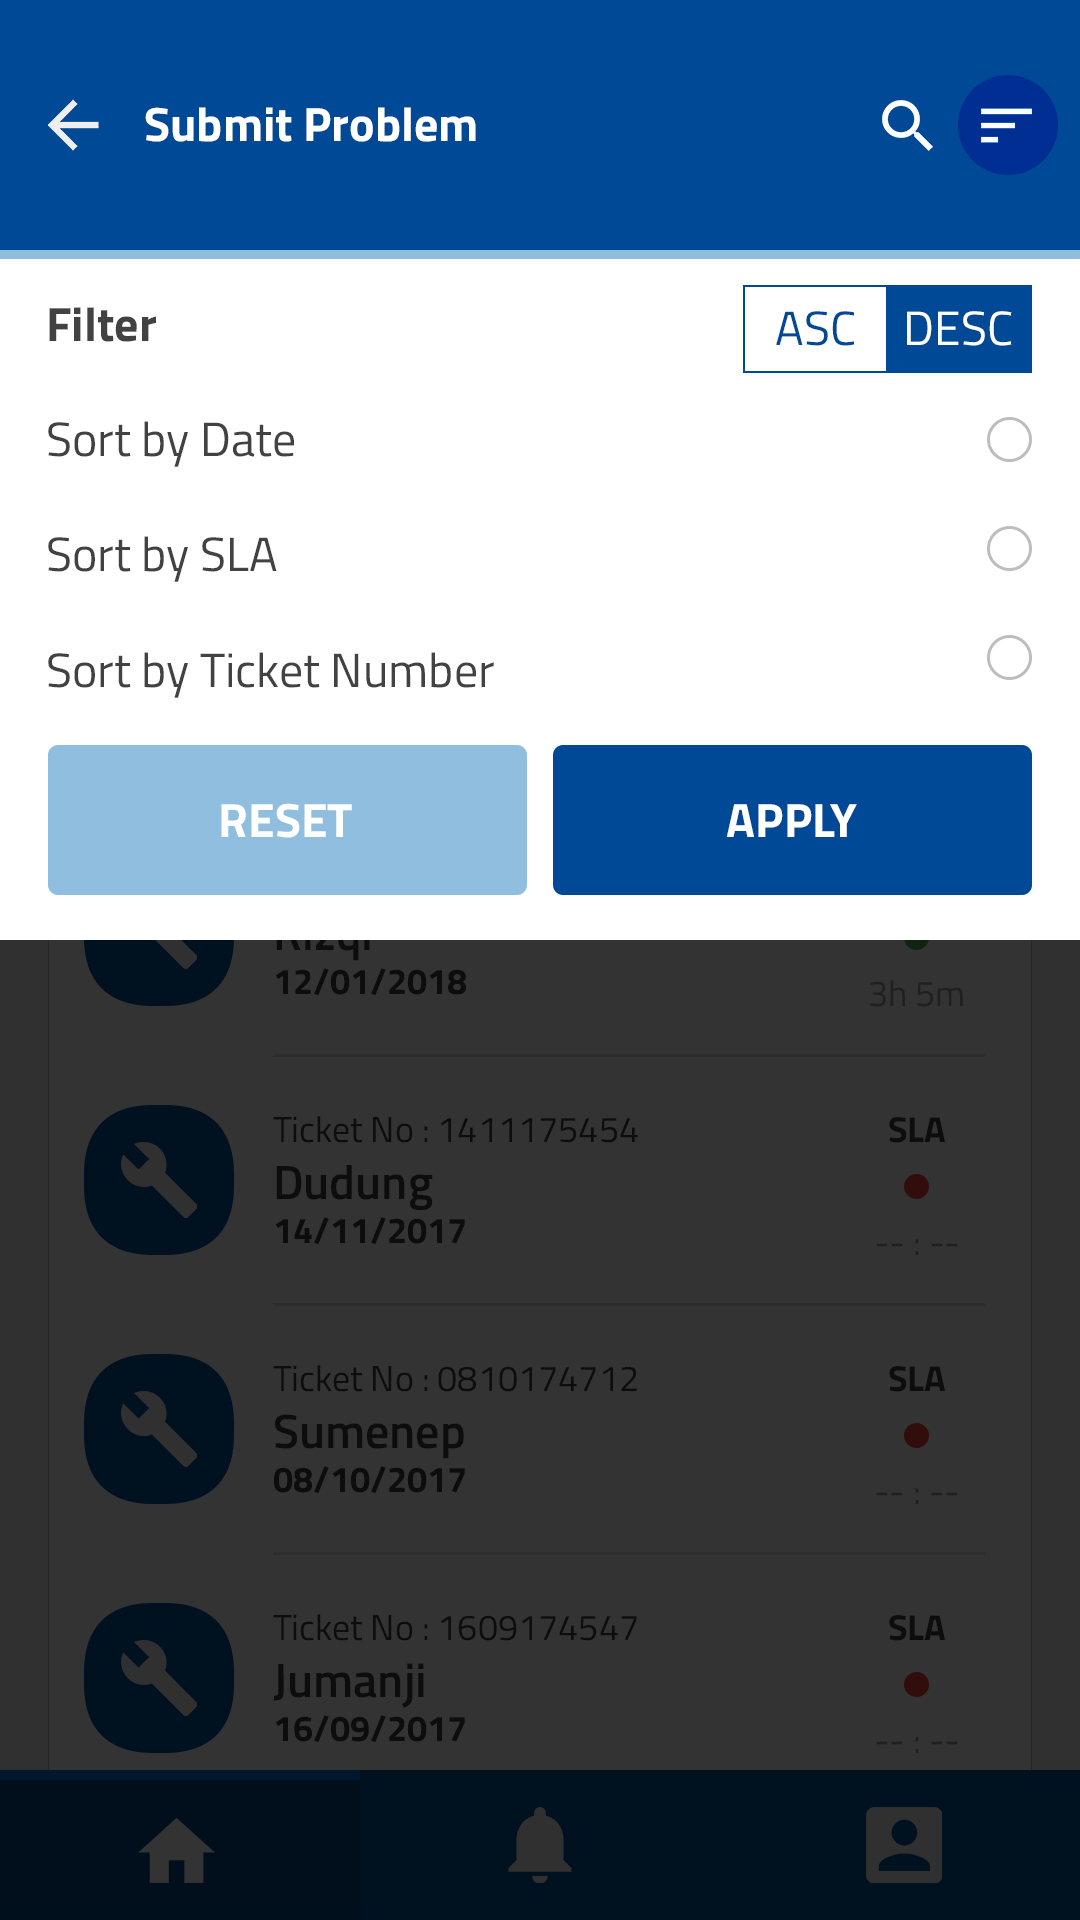 Submit Problem
Filter
ASC DESC
Sort by Date
Sort by SLA
Sort by Ticket Number
RESET APPLY
12/01/2018
3h 5m
Ticket No : 1411175454 SLA
Dudung
14/11/2017
-- : --
Ticket No : 0810174712 SLA
Sumenep
08/10/2017
-- : --
Ticket No : 1609174547 SLA
Jumanji
16/09/2017
-- : --